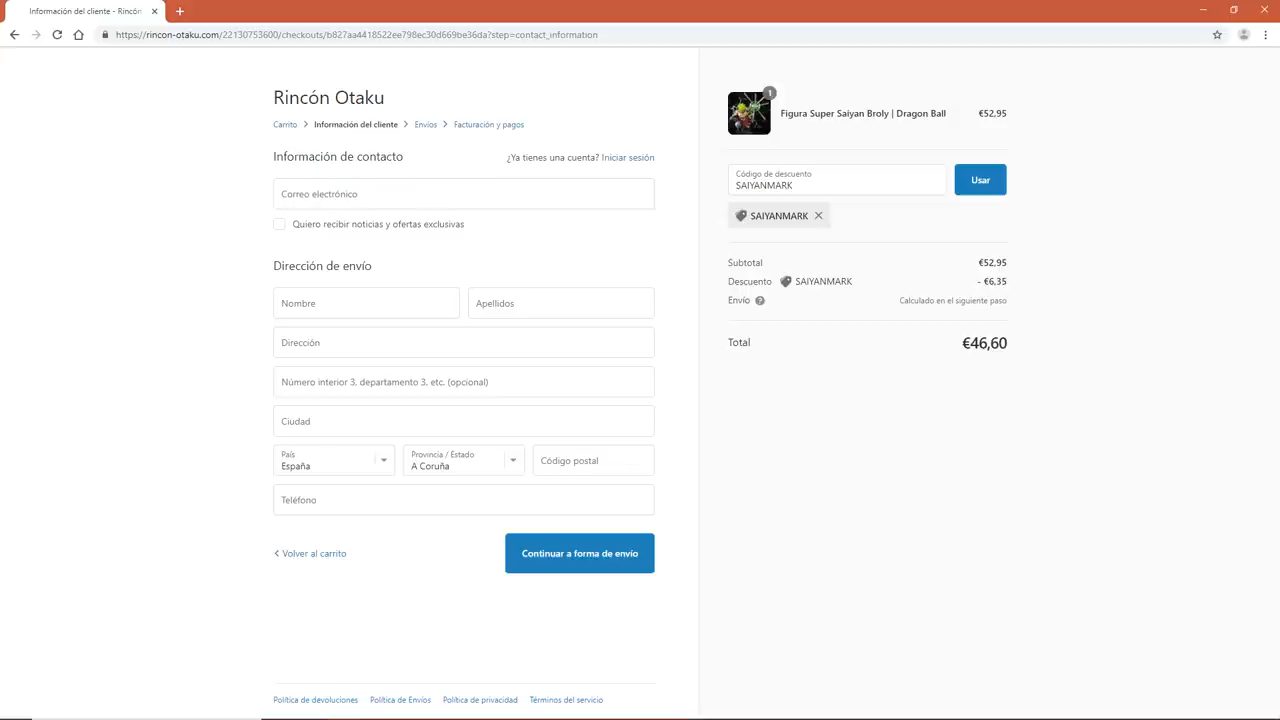 Información del cliente - Rincón
https://rincon-otaku.com/22130753600/checkouts/b827aa4418522ee798ec30d669be36da?step=contact_information
Rincón Otaku
Carrito > Información del cliente > Envíos > Facturación y pagos
Información de contacto
¿Ya tienes una cuenta? Iniciar sesión
Correo electrónico
Quiero recibir noticias y ofertas exclusivas
Dirección de envío
Nombre
Apellidos
Dirección
Número interior 3, departamento 3, etc. (opcional)
Ciudad
País
España
Provincia / Estado
A Coruña
Código postal
Teléfono
< Volver al carrito
Continuar a forma de envío
Política de devoluciones
Política de Envíos
Política de privacidad
Términos del servicio
1
Figura Super Saiyan Broly | Dragon Ball
€52,95
Código de descuento
SAIYANMARK
Usar
SAIYANMARK
Subtotal
€52,95
Descuento SAIYANMARK
- €6,35
Envío ?
Calculado en el siguiente paso
Total
€46,60